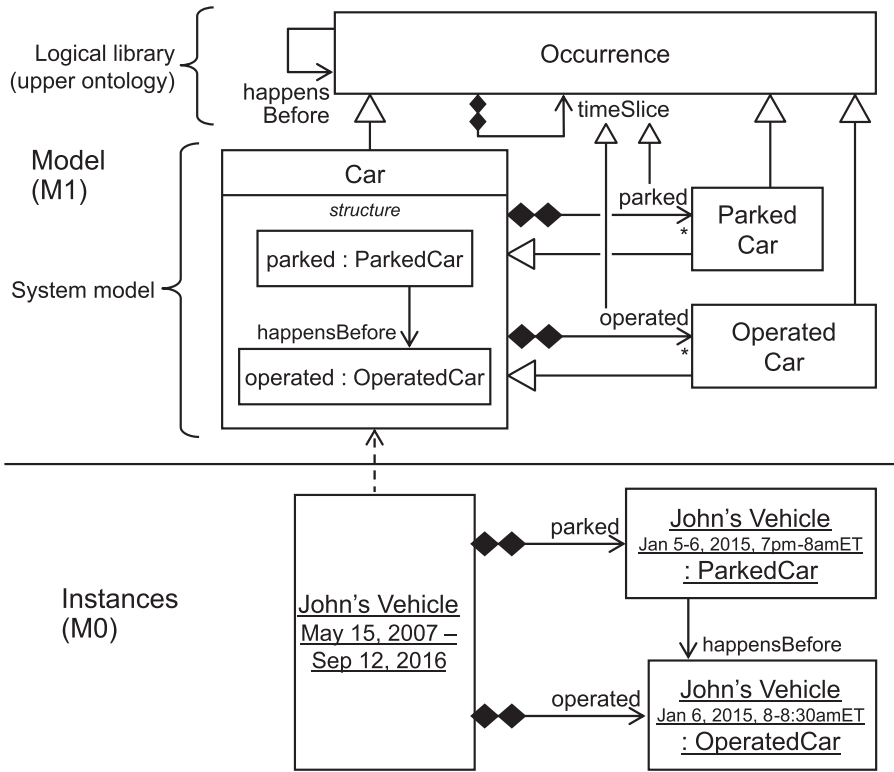 Logical library
(upper ontology)
Occurrence
happens
Before
timeSlice
Model
(M1)
Car
structure
parked
Parked
Car
*
parked : ParkedCar
System model
happensBefore
operated
Operated
Car
*
operated : OperatedCar
Instances
(M0)
John's Vehicle
May 15, 2007 –
Sep 12, 2016
parked
John's Vehicle
Jan 5-6, 2015, 7pm-8amET
: ParkedCar
happensBefore
operated
John's Vehicle
Jan 6, 2015, 8-8:30amET
: OperatedCar